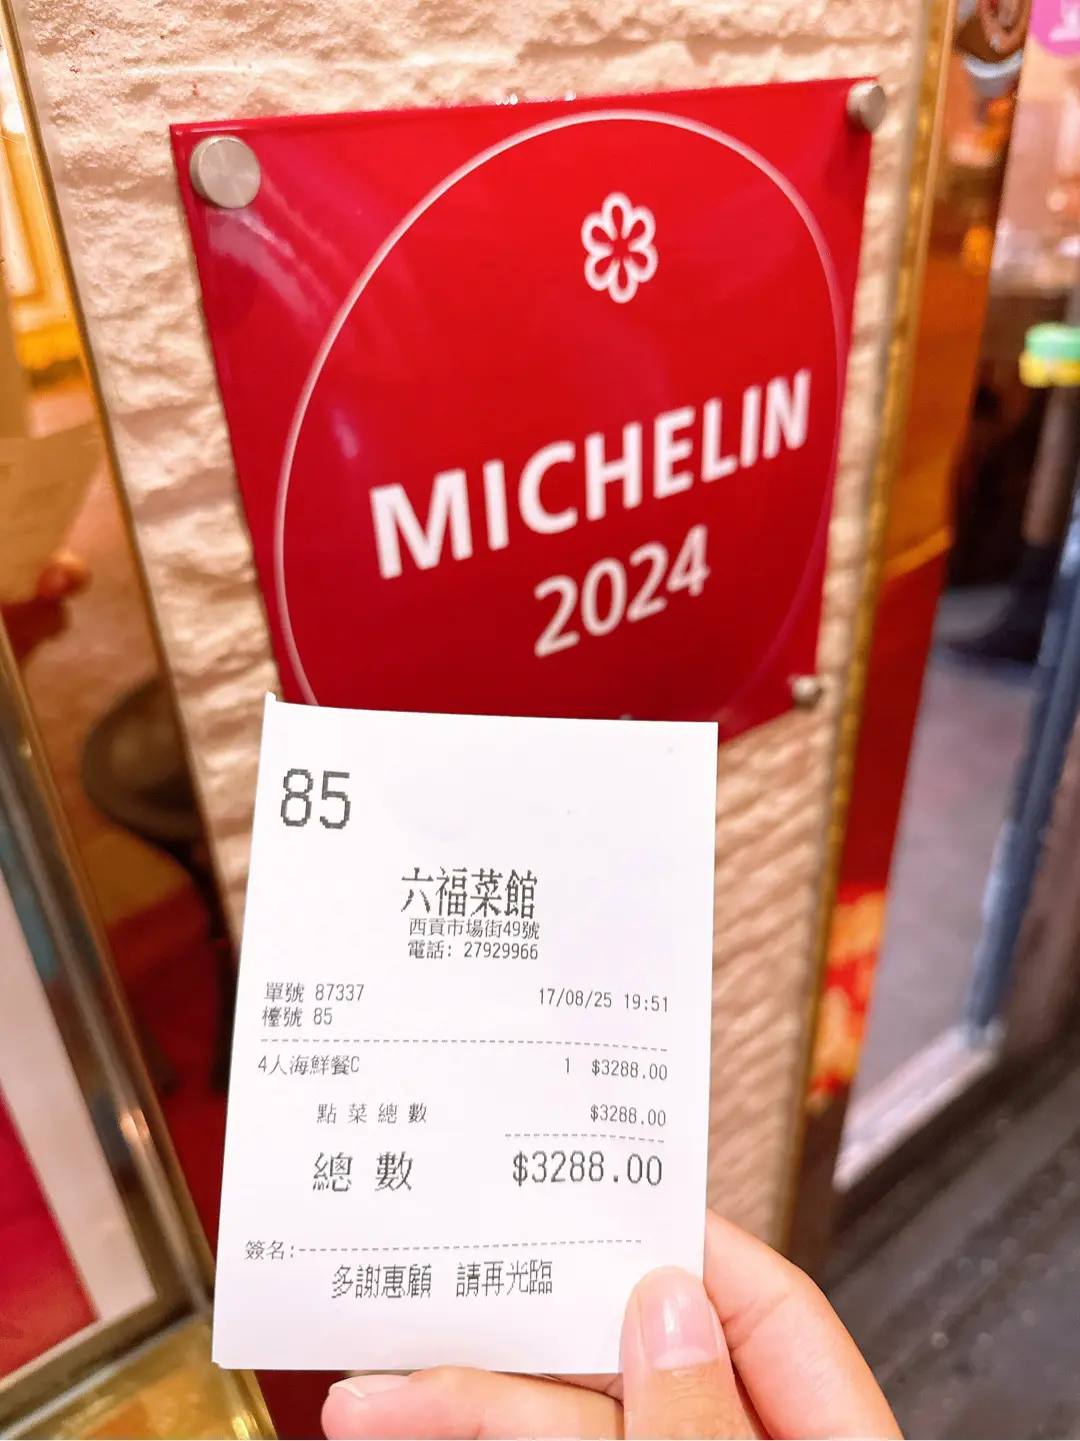 MICHELIN
2024
85
六福菜館
西貢市場街49號
電話: 27929966
單號 87337 17/08/25 19:51
檯號 85
4人海鮮餐C 1 $3288.00
點菜總數 $3288.00
總數 $3288.00
簽名:
多謝惠顧 請再光臨